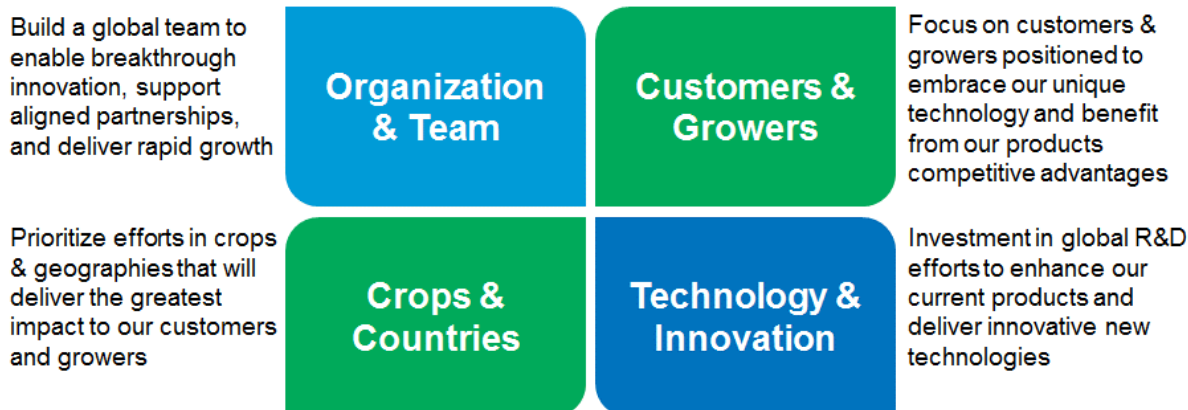 Build a global team to
enable breakthrough
innovation, support
aligned partnerships,
and deliver rapid growth
Organization
& Team
Customers &
Growers
Focus on customers &
growers positioned to
embrace our unique
technology and benefit
from our products
competitive advantages
Prioritize efforts in crops
& geographies that will
deliver the greatest
impact to our customers
and growers
Crops &
Countries
Technology &
Innovation
Investment in global R&D
efforts to enhance our
current products and
deliver innovative new
technologies